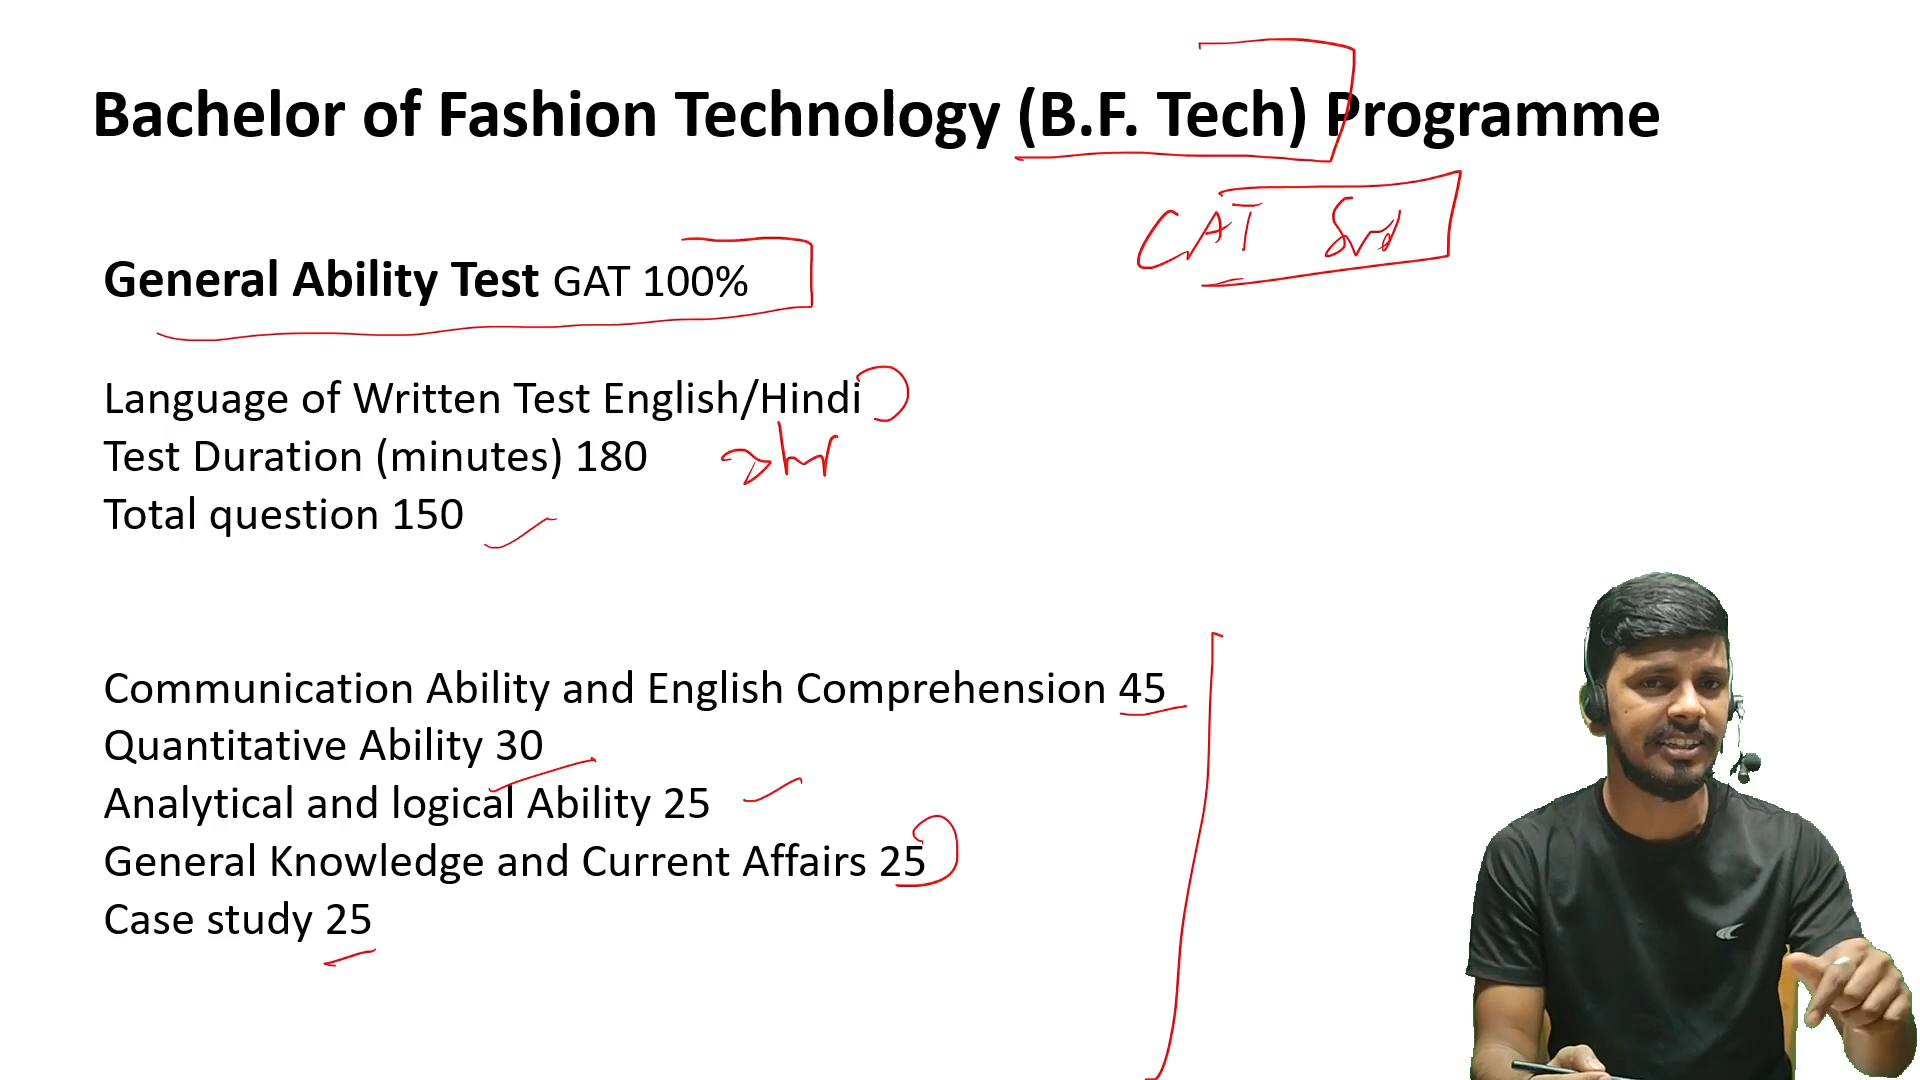 Bachelor of Fashion Technology (B.F. Tech) Programme
CAT
General Ability Test GAT 100%
Language of Written Test English/Hindi
Test Duration (minutes) 180 hr
Total question 150
Communication Ability and English Comprehension 45
Quantitative Ability 30
Analytical and logical Ability 25
General Knowledge and Current Affairs 25
Case study 25